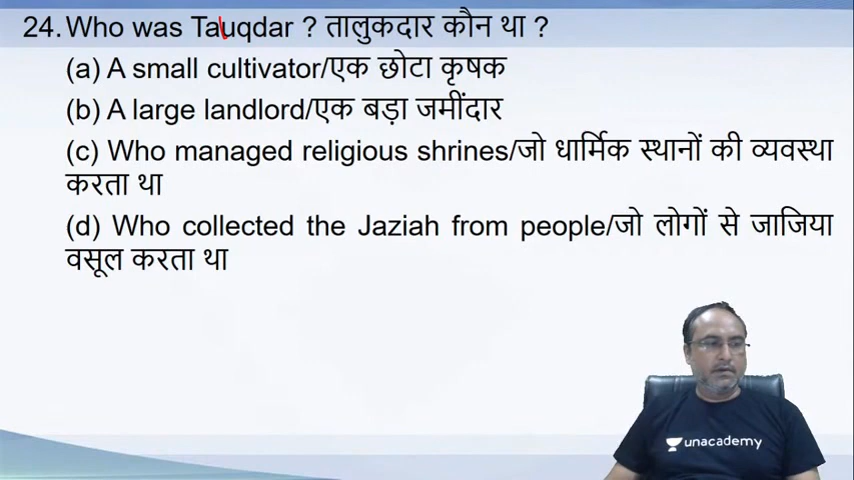 24. Who was Tauqdar ? तालुकदार कौन था ?
(a) A small cultivator/एक छोटा कृषक
(b) A large landlord/एक बड़ा जमींदार
(c) Who managed religious shrines/जो धार्मिक स्थानों की व्यवस्था
करता था
(d) Who collected the Jaziah from people/जो लोगों से जाजिया
वसूल करता था
unacademy